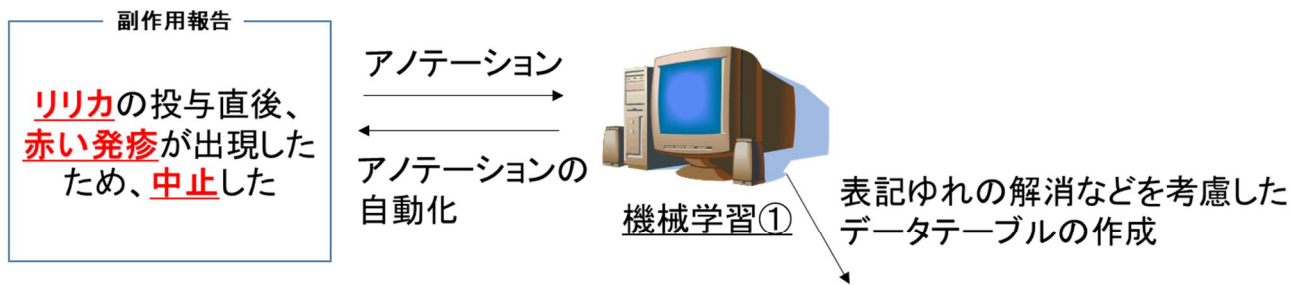 副作用報告
リリカの投与直後、
赤い発疹が出現した
ため、中止した
アノテーション
アノテーションの
自動化
機械学習①
表記ゆれの解消などを考慮した
データテーブルの作成